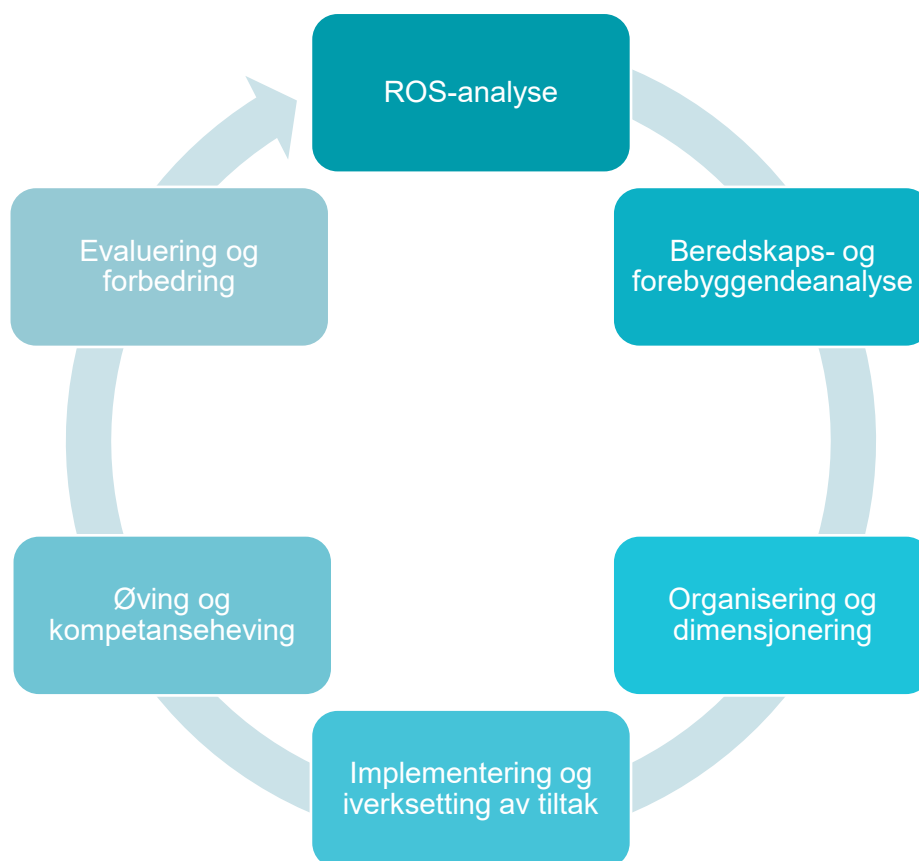 ROS-analyse
Beredskaps- og
forebyggendeanalyse
Organisering og
dimensjonering
Implementering og
iverksetting av tiltak
Øving og
kompetanseheving
Evaluering og
forbedring